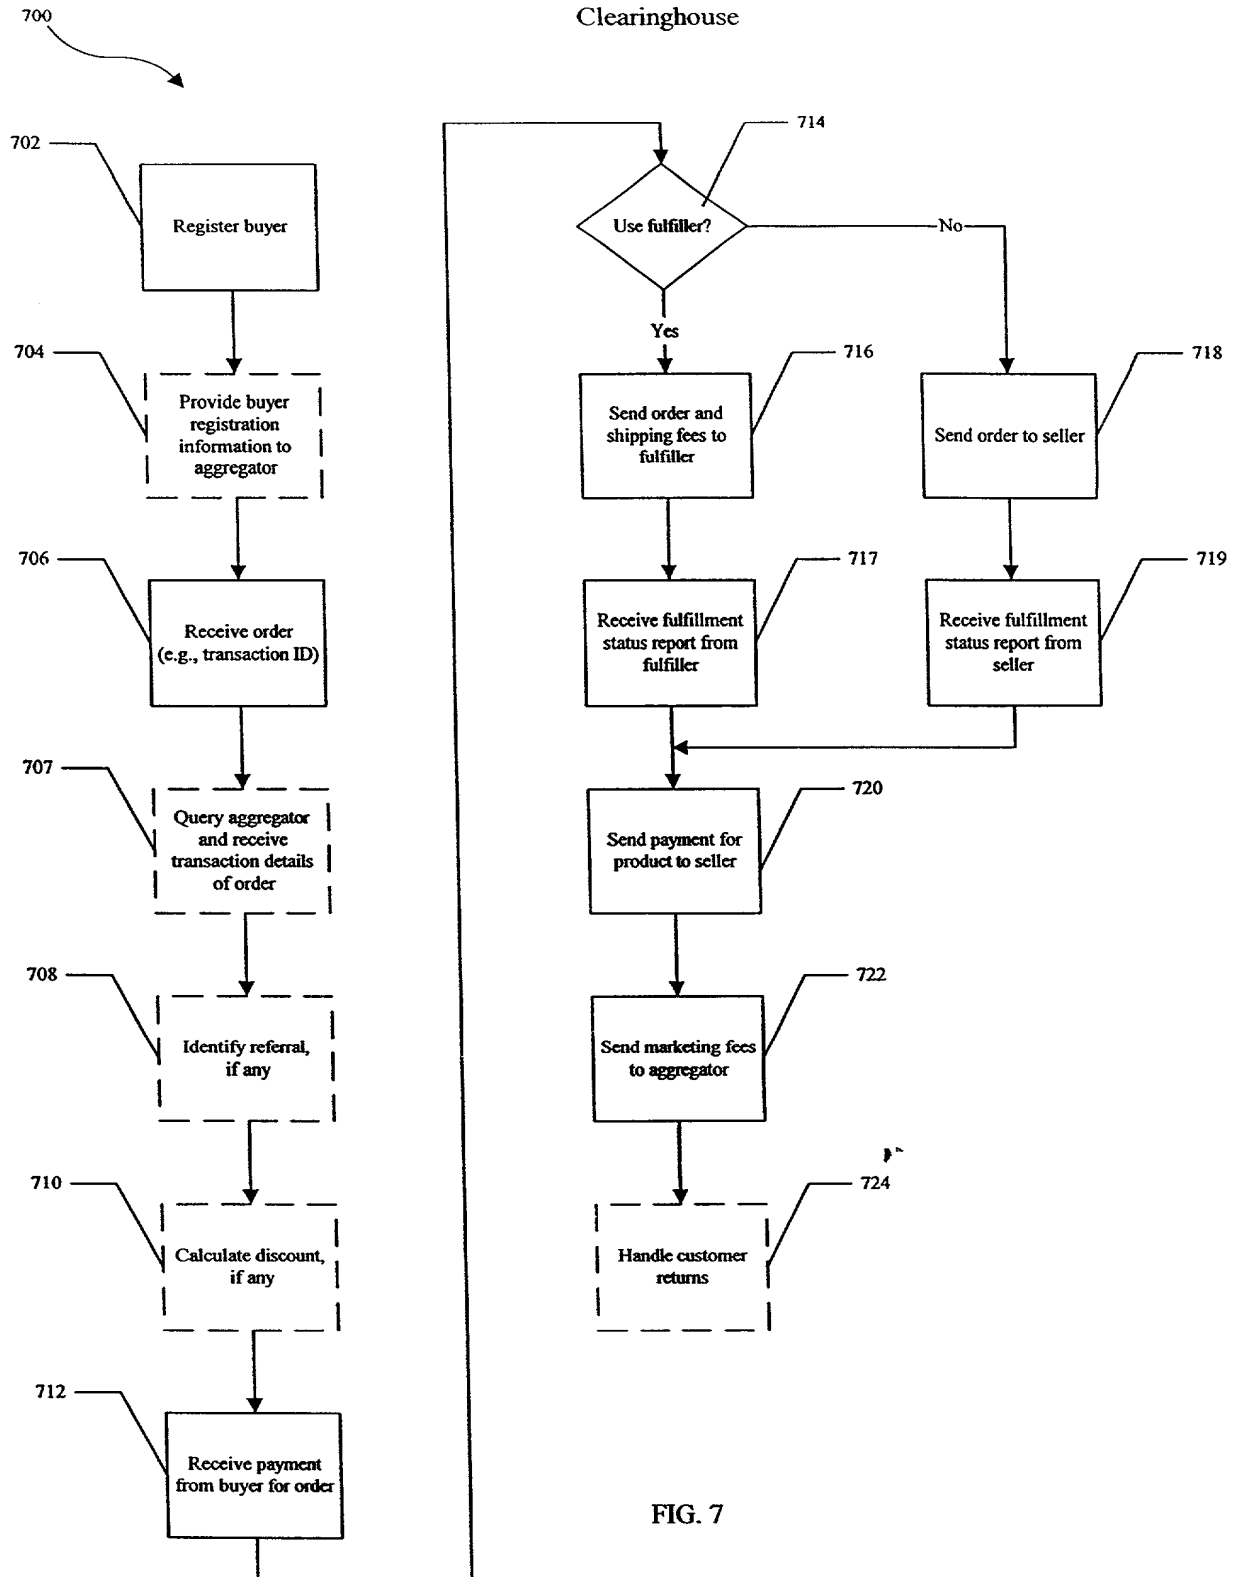 700
Clearinghouse
702
Register buyer
704
Provide buyer
registration
information to
aggregator
706
Receive order
(e.g., transaction ID)
707
Query aggregator
and receive
transaction details
of order
708
Identify referral,
if any
710
Calculate discount,
if any
712
Receive payment
from buyer for order
714
Use fulfiller?
No
Yes
716
Send order and
shipping fees to
fulfiller
718
Send order to seller
717
Receive fulfillment
status report from
fulfiller
719
Receive fulfillment
status report from
seller
720
Send payment for
product to seller
722
Send marketing fees
to aggregator
724
Handle customer
returns
FIG. 7